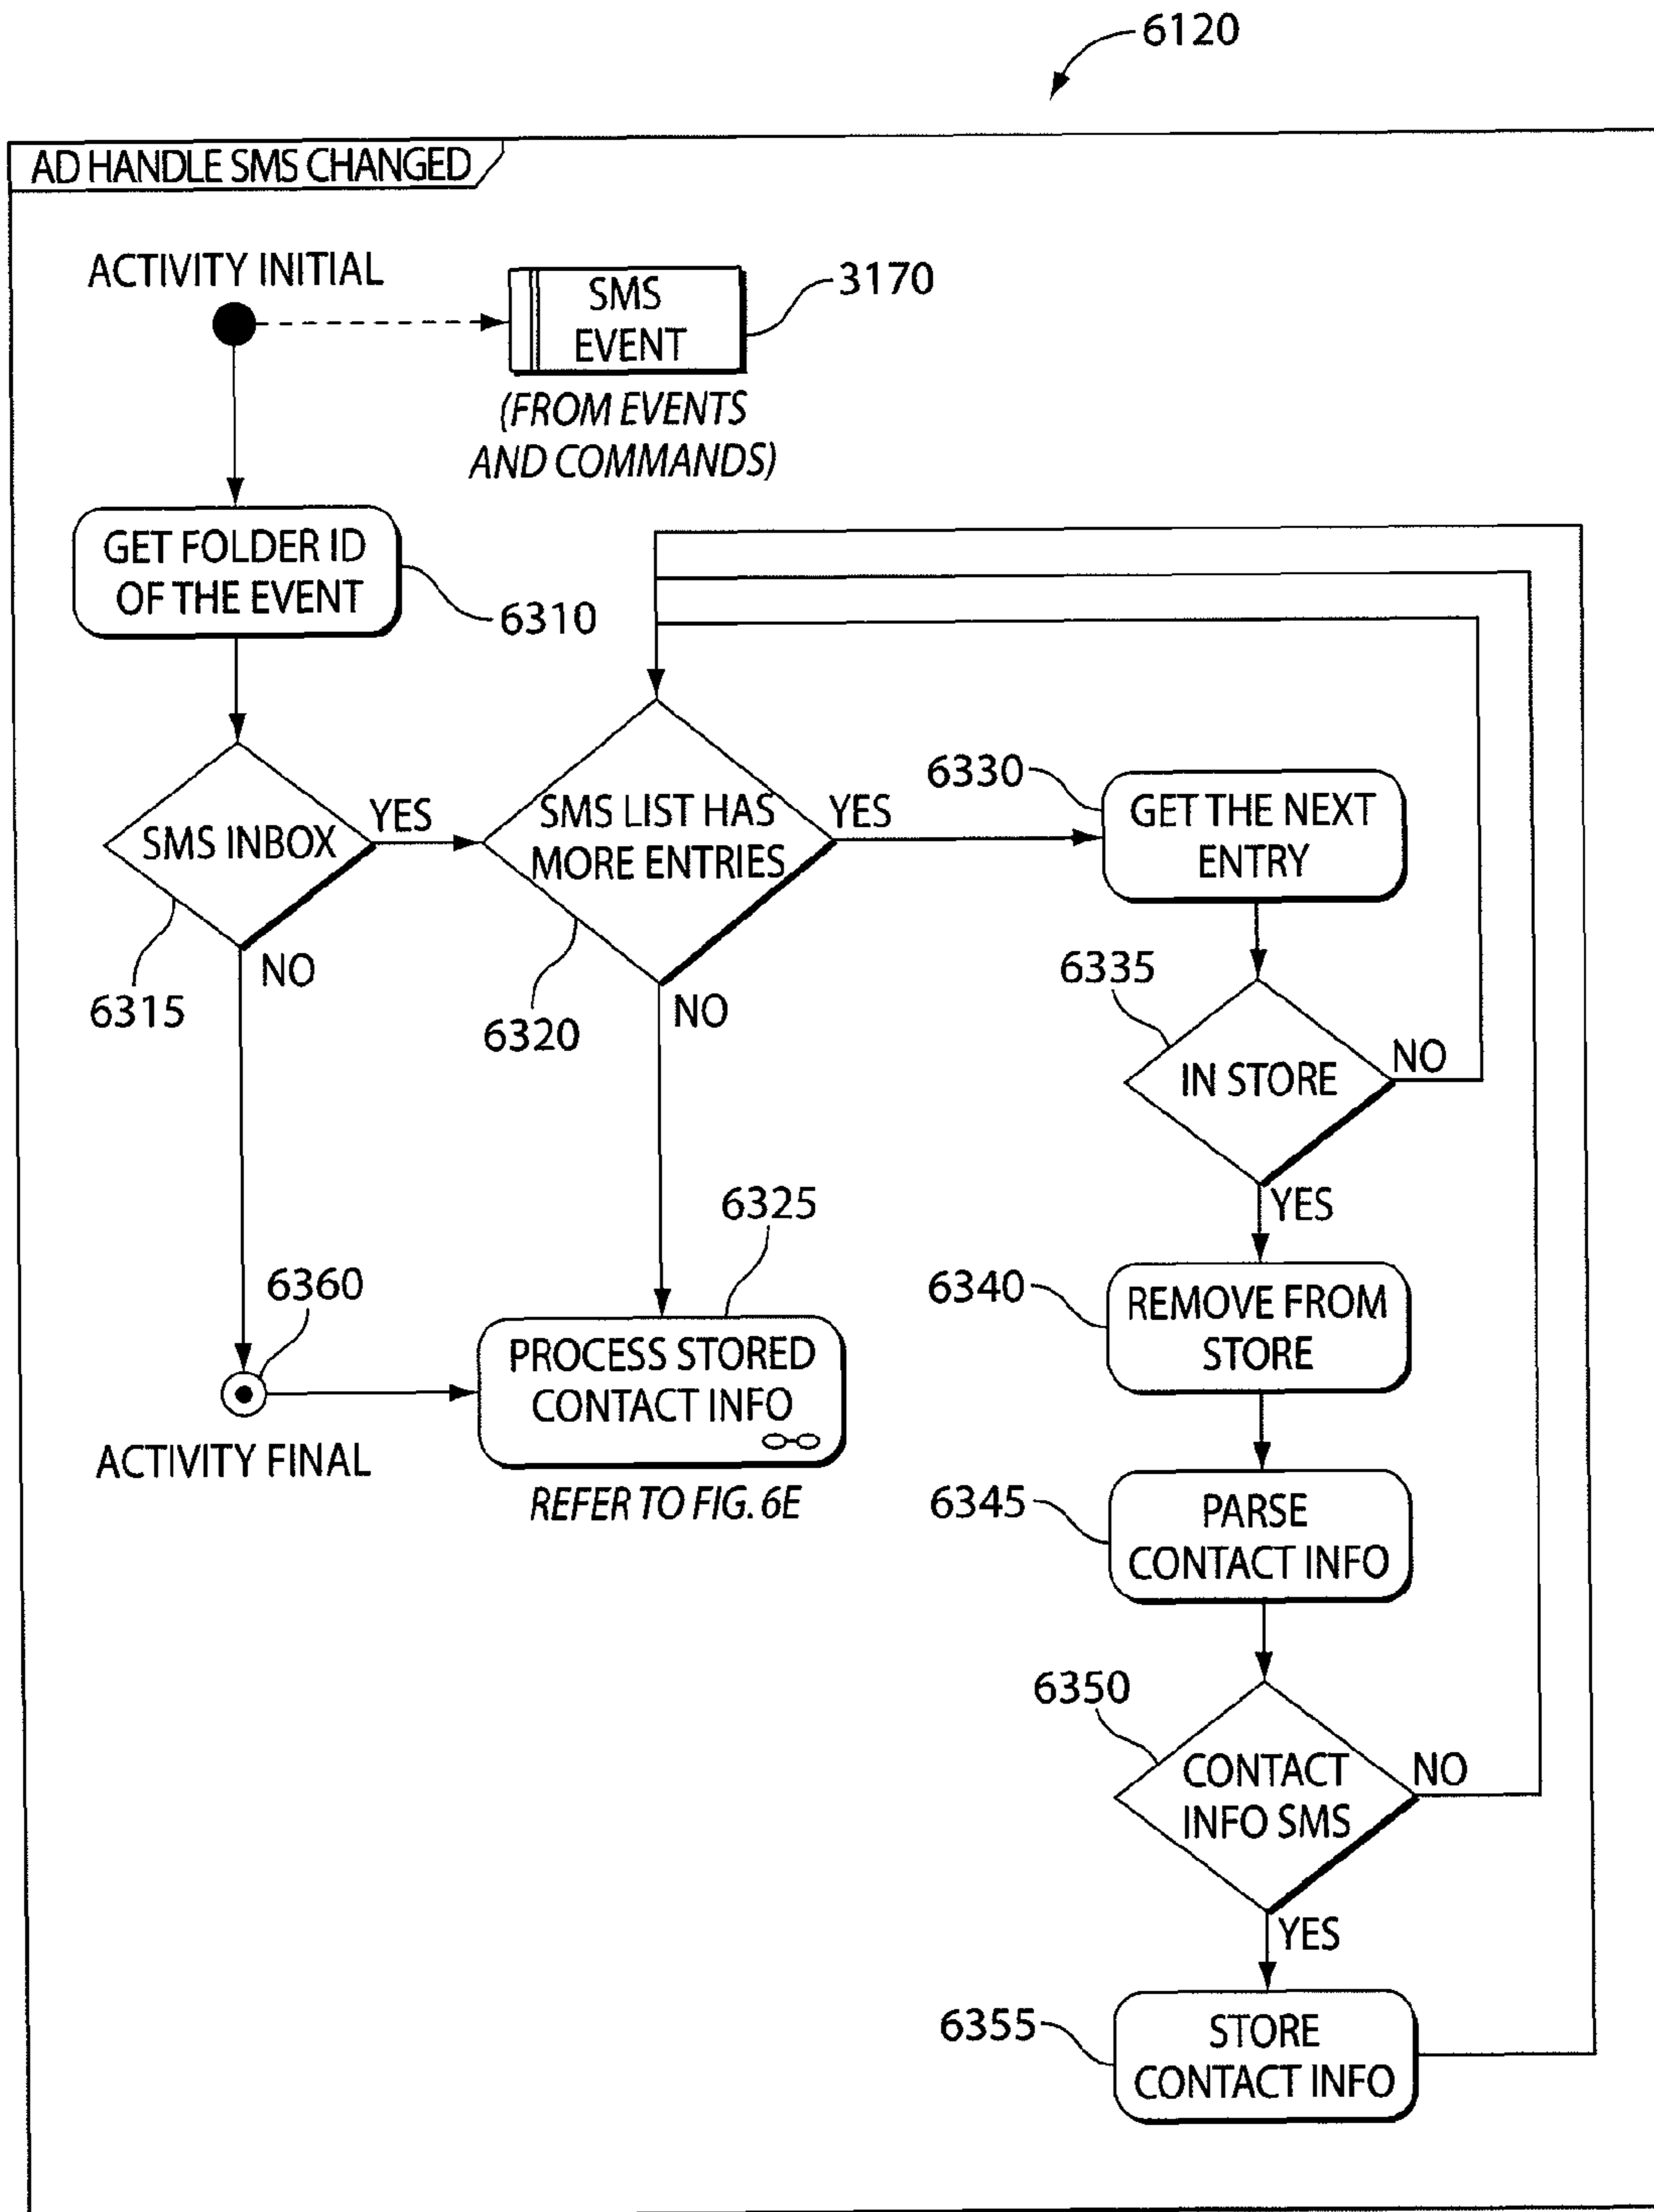 6120
AD HANDLE SMS CHANGED
ACTIVITY INITIAL
SMS
EVENT
3170
(FROM EVENTS
AND COMMANDS)
GET FOLDER ID
OF THE EVENT
6310
SMS INBOX
YES
NO
6315
SMS LIST HAS
MORE ENTRIES
YES
NO
6320
6330
GET THE NEXT
ENTRY
6335
IN STORE
NO
YES
6325
6360
ACTIVITY FINAL
PROCESS STORED
CONTACT INFO
REFER TO FIG. 6E
6340
REMOVE FROM
STORE
6345
PARSE
CONTACT INFO
6350
CONTACT
INFO SMS
NO
YES
6355
STORE
CONTACT INFO